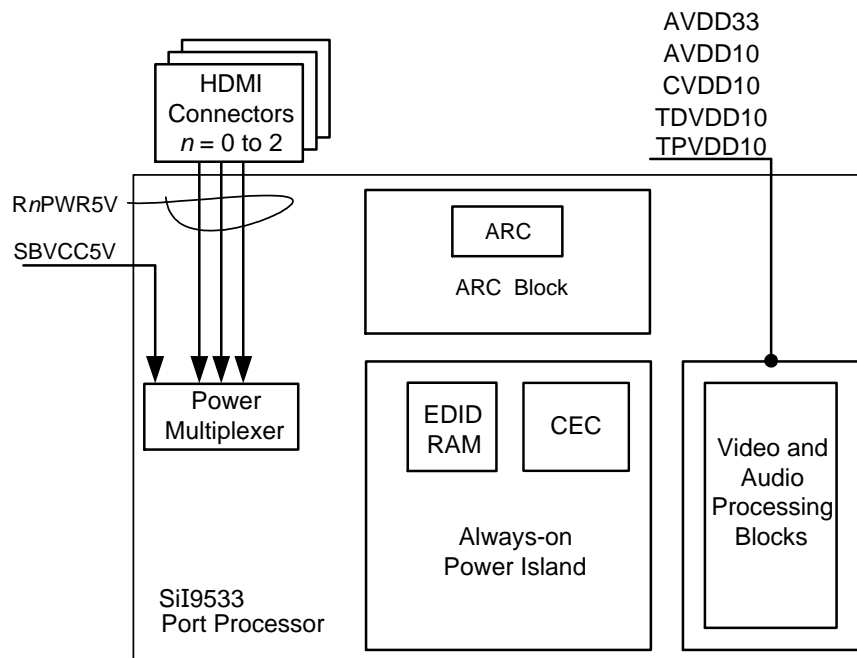 AVDD33
AVDD10
CVDD10
TDVDD10
TPVDD10
HDMI
Connectors
n = 0 to 2
RnPWR5V
SBVCC5V
ARC
ARC Block
Power
Multiplexer
EDID
RAM
CEC
Always-on
Power Island
Video and
Audio
Processing
Blocks
SiI9533
Port Processor